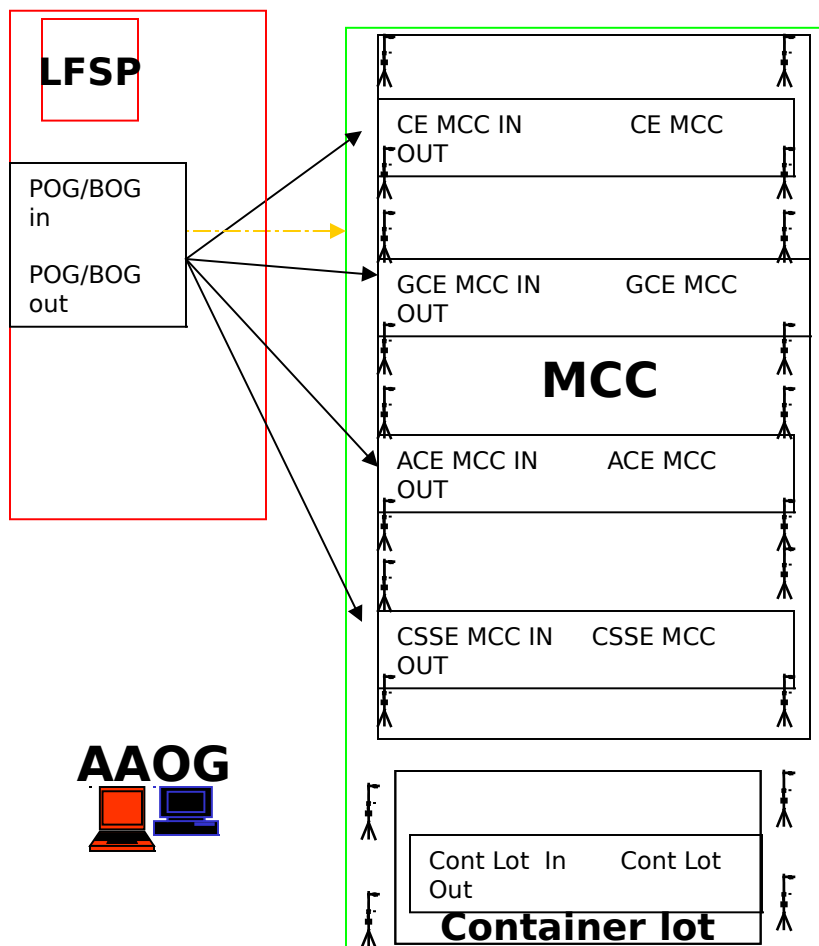 LFSP
POG/BOG
in
POG/BOG
out
CE MCC IN CE MCC
OUT
GCE MCC IN GCE MCC
OUT
MCC
ACE MCC IN ACE MCC
OUT
CSSE MCC IN CSSE MCC
OUT
AAOG
Cont Lot In Cont Lot
Out
Container lot